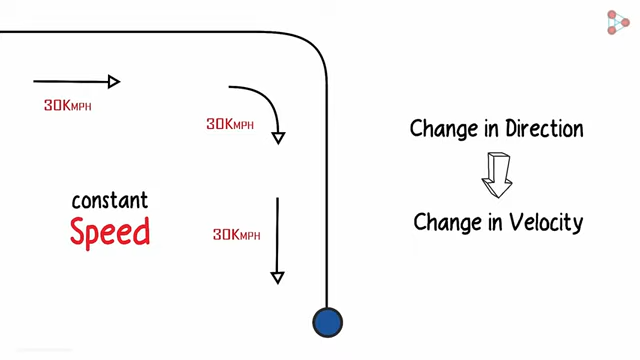 30KMPH
30KMPH
Change in Direction
constant
Speed
30KMPH
Change in Velocity